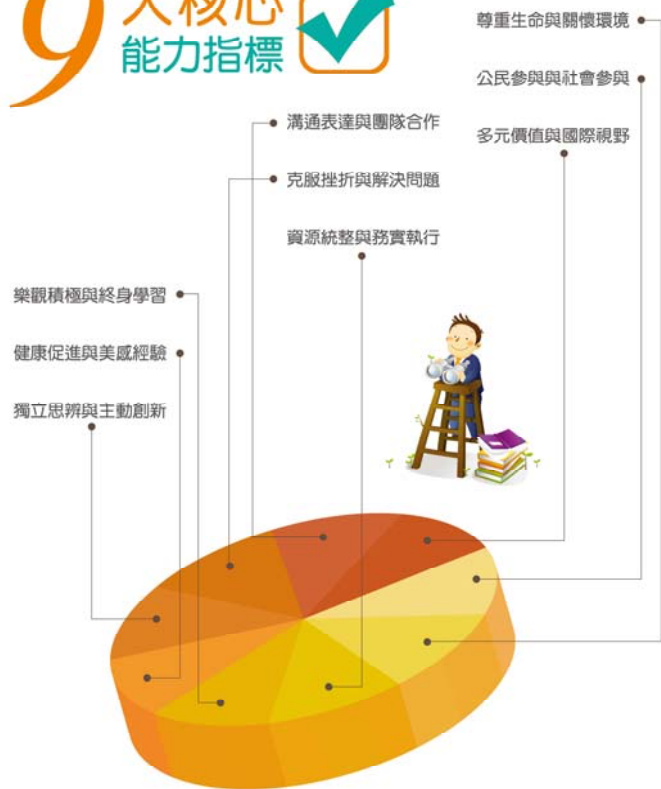 9大核心
能力指標
尊重生命與關懷環境
公民參與與社會參與
溝通表達與團隊合作
多元價值與國際視野
克服挫折與解決問題
資源統整與務實執行
樂觀積極與終身學習
健康促進與美感經驗
獨立思辨與主動創新